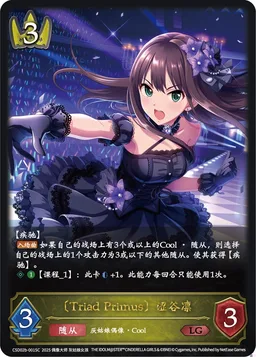 3
【疾驰】
入场曲 如果自己的战场上有3个或以上的Cool・随从，则选择
自己的战场上的1个攻击力为3或以下的其他随从。使其获得【疾
驰】。
【课程_1】：此卡 +1。此能力每回合只能使用1次。
〔Triad Primus〕涩谷凛
随从 灰姑娘偶像・Cool LG
3 3